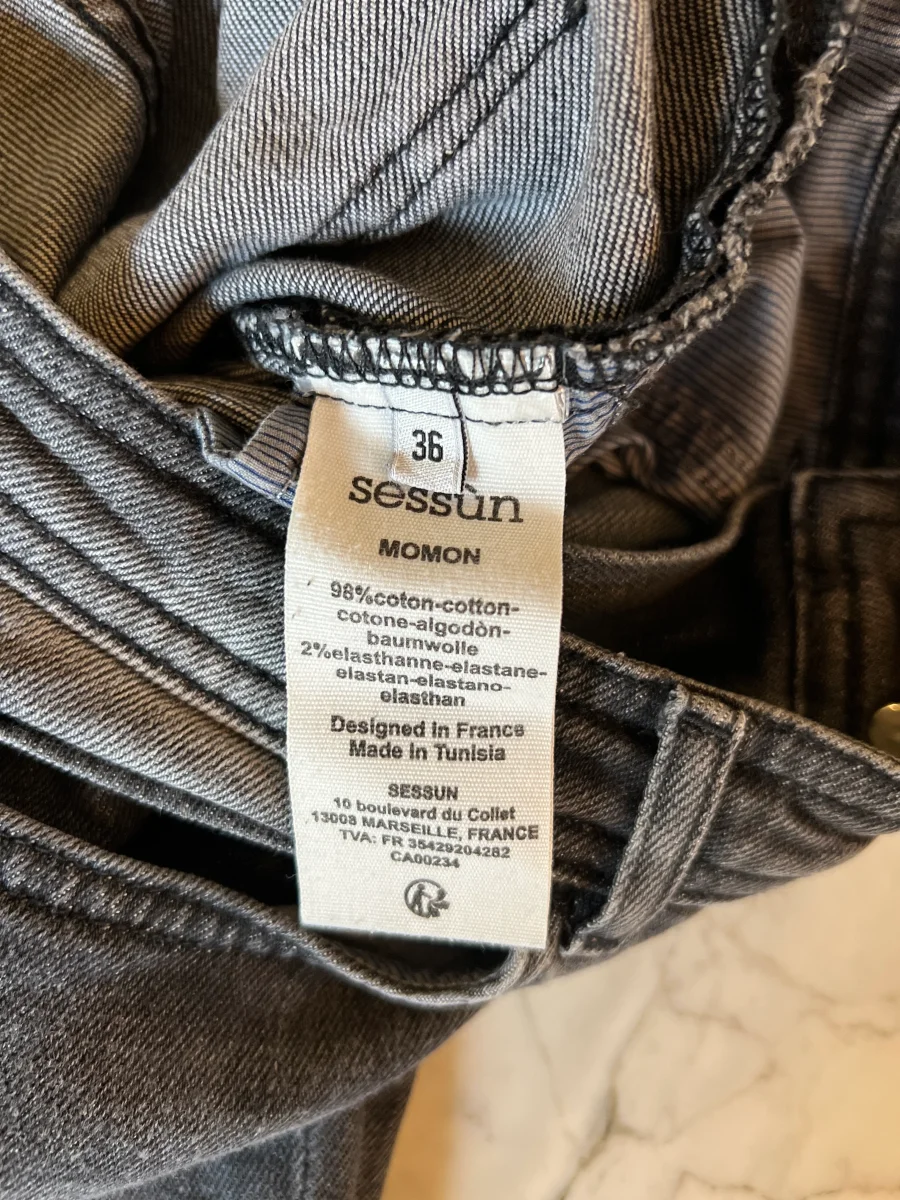 36
sessùn
MOMON
98%coton-cotton-
cotone-algodòn-
baumwolle
2%elasthanne-elastane-
elastan-elastano-
elasthan
Designed in France
Made in Tunisia
SESSUN
10 boulevard du Collet
13008 MARSEILLE, FRANCE
TVA: FR 35429204282
CA00234